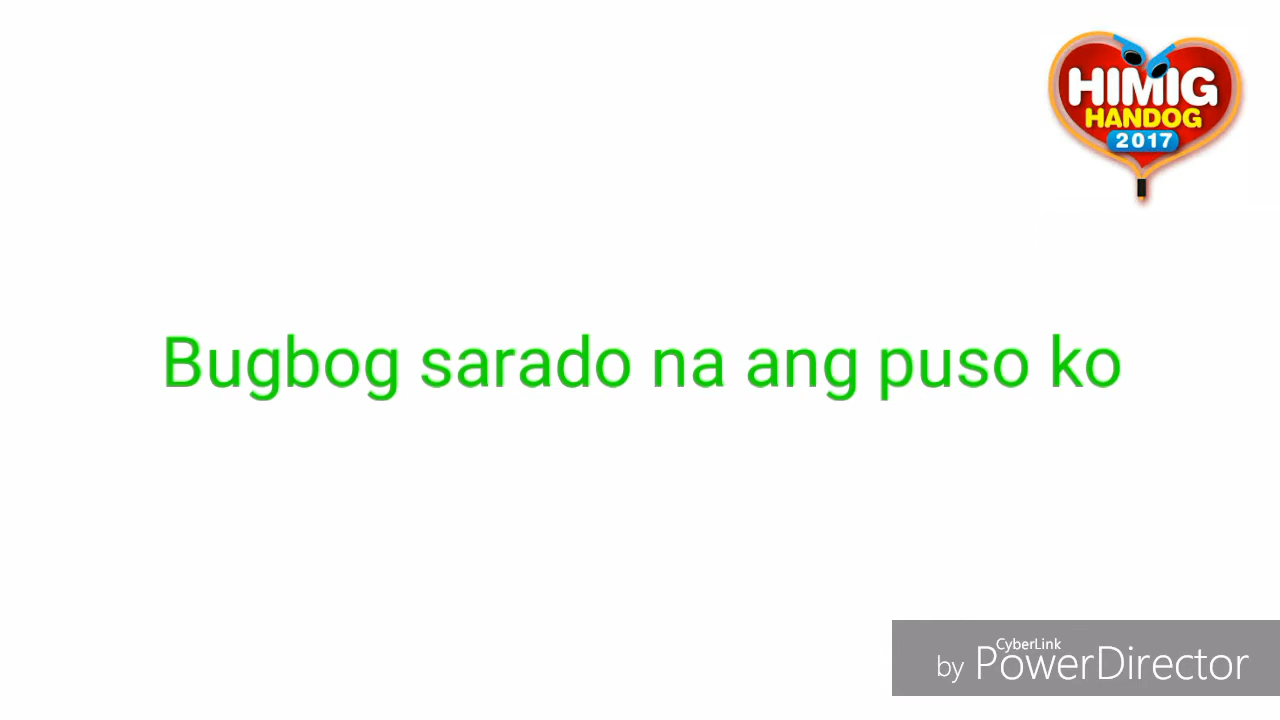 HIMIG
HANDOG
2017
Bugbog sarado na ang puso ko
CyberLink
by PowerDirector